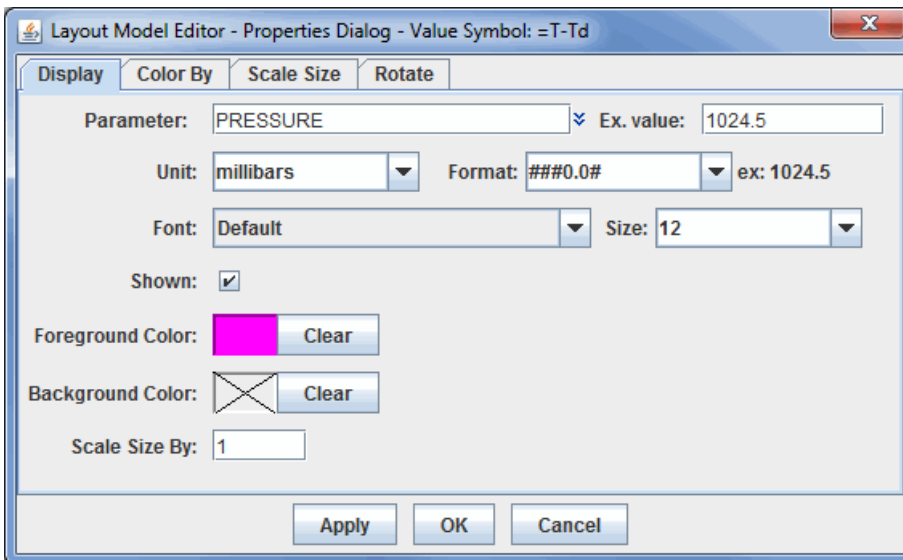 Layout Model Editor - Properties Dialog - Value Symbol: =T-Td
Display Color By Scale Size Rotate
Parameter: PRESSURE Ex. value: 1024.5
Unit: millibars Format: ###0.0# ex: 1024.5
Font: Default Size: 12
Shown:
Foreground Color: Clear
Background Color: Clear
Scale Size By: 1
Apply OK Cancel